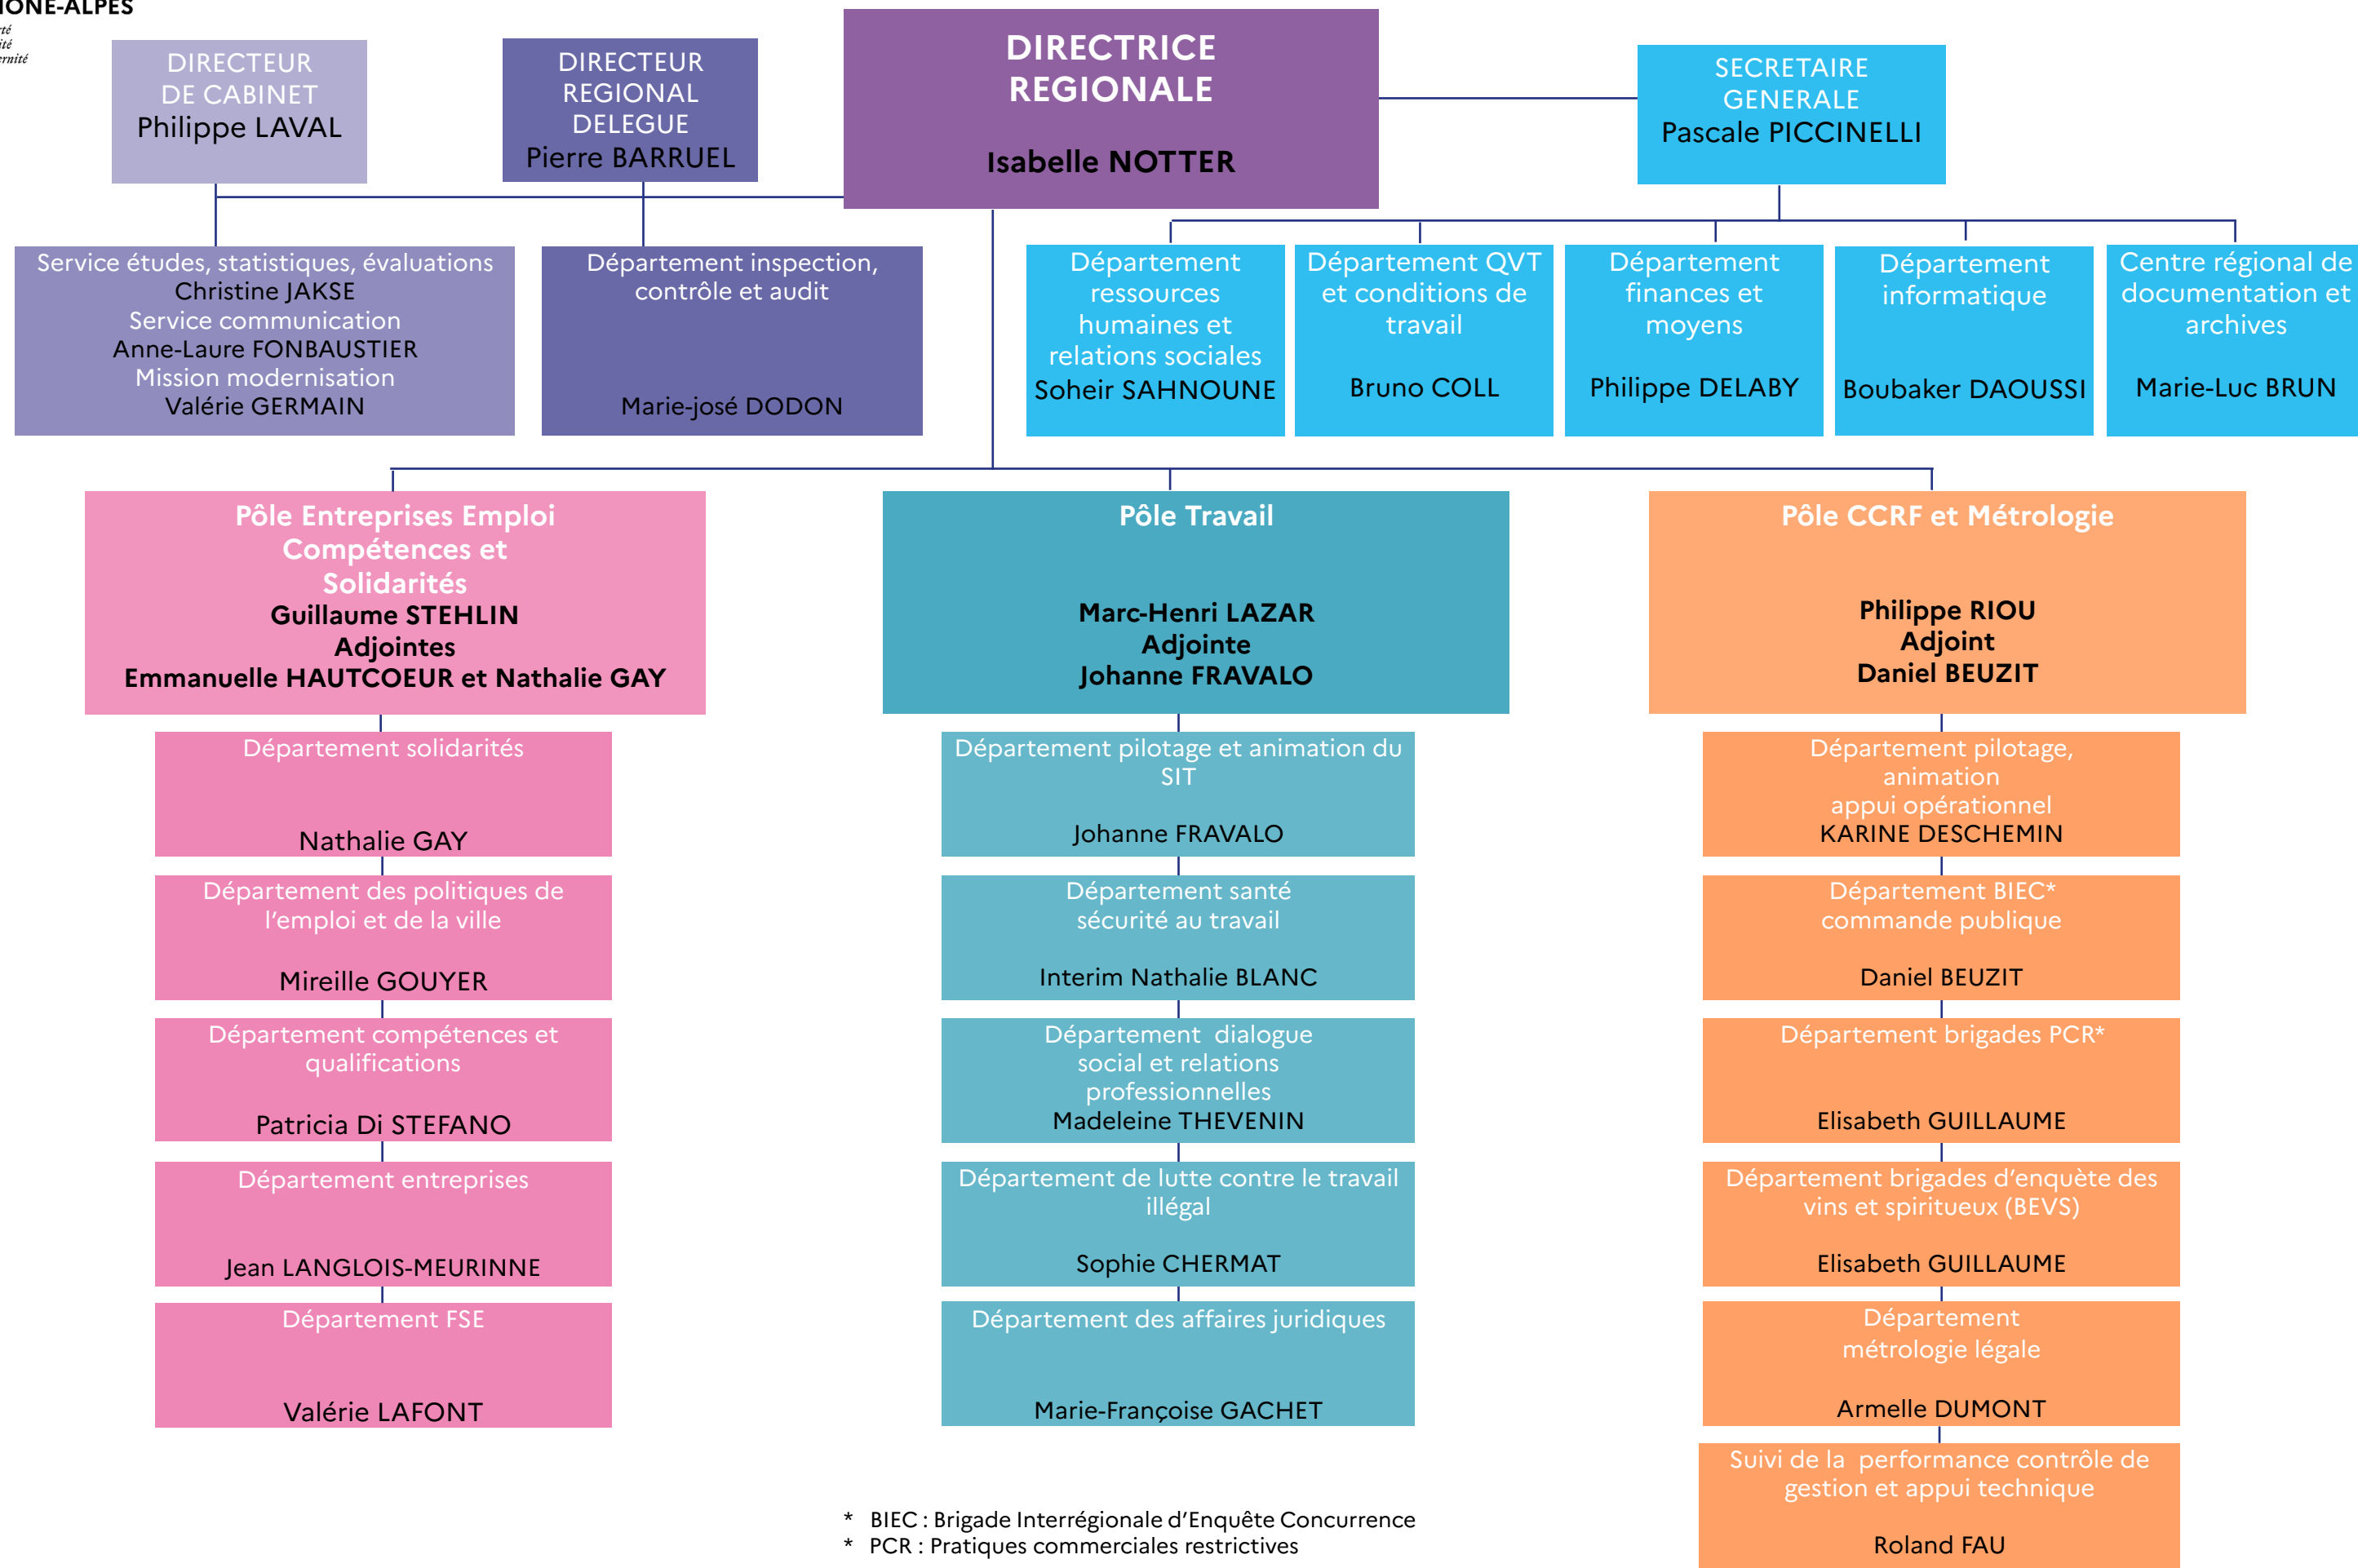 DIRECTEUR
DE CABINET
Philippe LAVAL
DIRECTEUR
REGIONAL
DELEGUE
Pierre BARRUEL
DIRECTRICE
REGIONALE
Isabelle NOTTER
SECRETAIRE
GENERALE
Pascale PICCINELLI
Service études, statistiques, évaluations
Christine JAKSE
Service communication
Anne-Laure FONBAUSTIER
Mission modernisation
Valérie GERMAIN
Département inspection,
contrôle et audit
Marie-josé DODON
Département
ressources
humaines et
relations sociales
Soheir SAHNOUNE
Département QVT
et conditions de
travail
Bruno COLL
Département
finances et
moyens
Philippe DELABY
Département
informatique
Boubaker DAOUSSI
Centre régional de
documentation et
archives
Marie-Luc BRUN
Pôle Entreprises Emploi
Compétences et
Solidarités
Guillaume STEHLIN
Adjointes
Emmanuelle HAUTCOEUR et Nathalie GAY
Département solidarités
Nathalie GAY
Département des politiques de
l’emploi et de la ville
Mireille GOUYER
Département compétences et
qualifications
Patricia Di STEFANO
Département entreprises
Jean LANGLOIS-MEURINNE
Département FSE
Valérie LAFONT
Pôle Travail
Marc-Henri LAZAR
Adjointe
Johanne FRAVALO
Département pilotage et animation du
SIT
Johanne FRAVALO
Département santé
sécurité au travail
Interim Nathalie BLANC
Département dialogue
social et relations
professionnelles
Madeleine THEVENIN
Département de lutte contre le travail
illégal
Sophie CHERMAT
Département des affaires juridiques
Marie-Françoise GACHET
Pôle CCRF et Métrologie
Philippe RIOU
Adjoint
Daniel BEUZIT
Département pilotage,
animation
appui opérationnel
KARINE DESCHEMIN
Département BIEC*
commande publique
Daniel BEUZIT
Département brigades PCR*
Elisabeth GUILLAUME
Département brigades d’enquète des
vins et spiritueux (BEVS)
Elisabeth GUILLAUME
Département
métrologie légale
Armelle DUMONT
Suivi de la performance contrôle de
gestion et appui technique
Roland FAU
* BIEC : Brigade Interrégionale d’Enquête Concurrence
* PCR : Pratiques commerciales restrictives